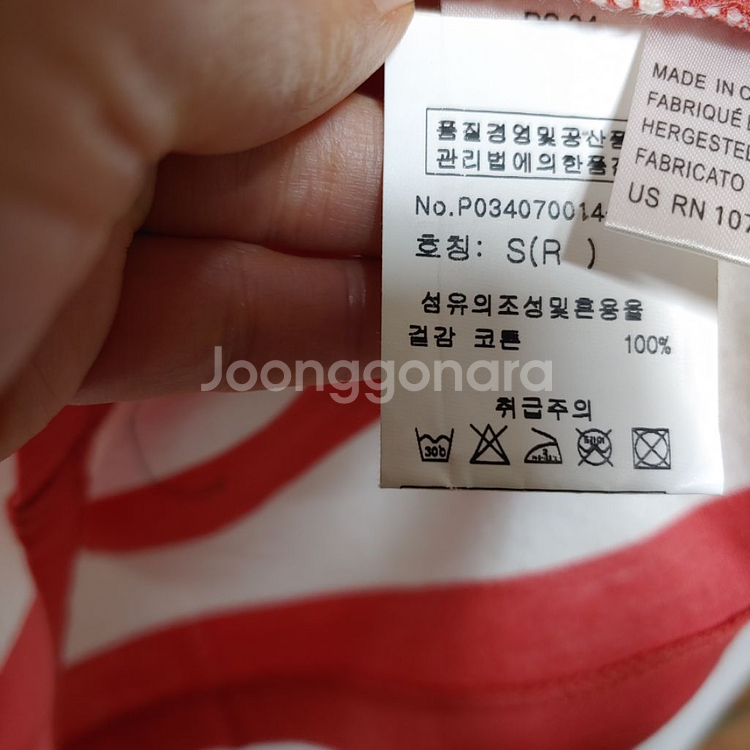 품질경영및공산품
관리법에의한품
No.P034070014
호칭: S(R )
섬유의조성및혼용율
겉감 코튼 100%
취급주의
30
MADE IN C
FABRIQUÉ
HERGESTEL
FABRICATO
US RN 107
Joonggonara